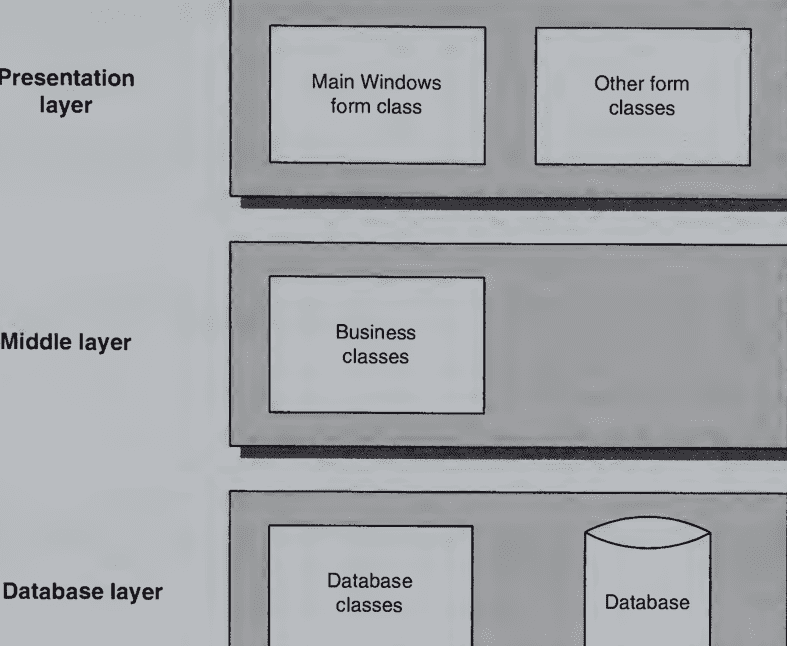 Presentation
layer
Main Windows
form class
Other form
classes
Middle layer
Business
classes
Database layer
Database
classes
Database